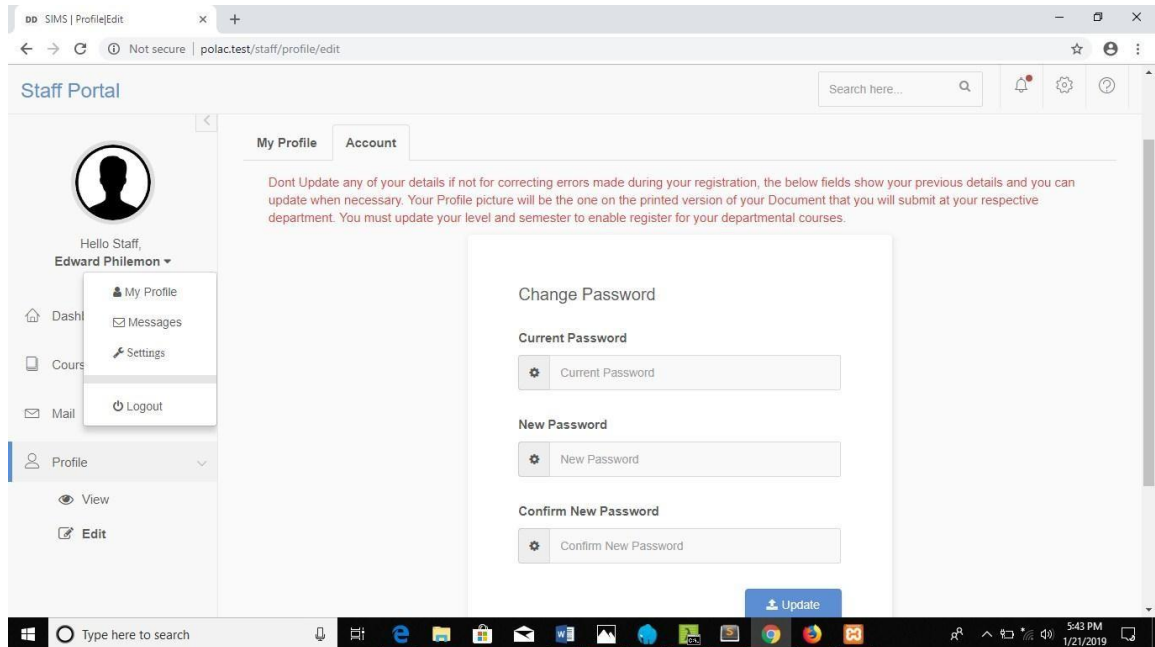 DD SIMS | Profile|Edit
Not secure | polac.test/staff/profile/edit
Staff Portal
Search here...
My Profile Account
Dont Update any of your details if not for correcting errors made during your registration, the below fields show your previous details and you can
update when necessary. Your Profile picture will be the one on the printed version of your Document that you will submit at your respective
department. You must update your level and semester to enable register for your departmental courses.
Hello Staff,
Edward Philemon
My Profile
Messages
Settings
Logout
Dashl
Cours
Mail
Profile
View
Edit
Change Password
Current Password
Current Password
New Password
New Password
Confirm New Password
Confirm New Password
Update
Type here to search
5:43 PM
1/21/2019